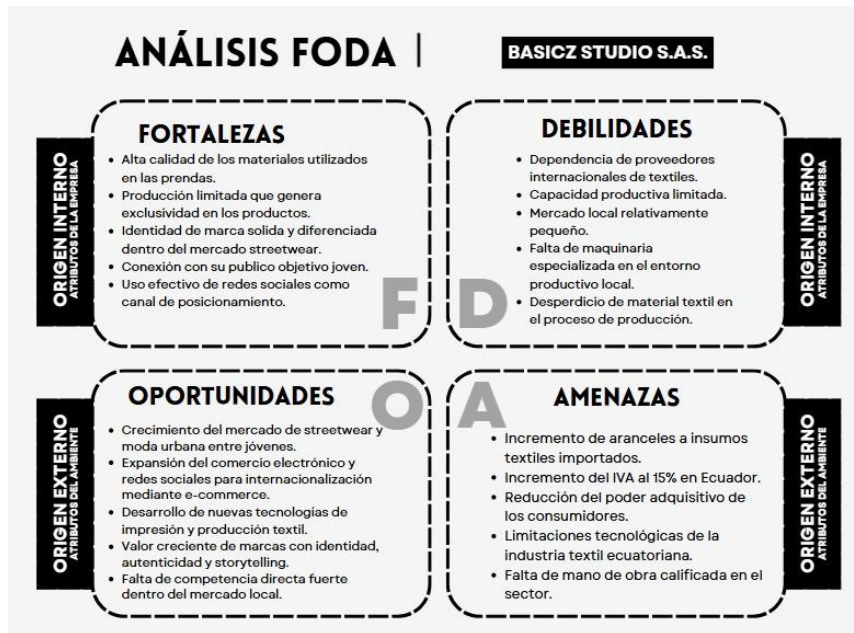 ANÁLISIS FODA |
BASICZ STUDIO S.A.S.
ORIGEN INTERNO
ATRIBUTOS DE LA EMPRESA
FORTALEZAS
• Alta calidad de los materiales utilizados
en las prendas.
• Producción limitada que genera
exclusividad en los productos.
• Identidad de marca solida y diferenciada
dentro del mercado streetwear.
• Conexión con su publico objetivo joven.
• Uso efectivo de redes sociales como
canal de posicionamiento.
F
DEBILIDADES
• Dependencia de proveedores
internacionales de textiles.
• Capacidad productiva limitada.
• Mercado local relativamente
pequeño.
• Falta de maquinaria
especializada en el entorno
productivo local.
• Desperdicio de material textil en
el proceso de producción.
D
ORIGEN INTERNO
ATRIBUTOS DE LA EMPRESA
ORIGEN EXTERNO
ATRIBUTOS DEL AMBIENTE
OPORTUNIDADES
• Crecimiento del mercado de streetwear y
moda urbana entre jóvenes.
• Expansión del comercio electrónico y
redes sociales para internacionalización
mediante e-commerce.
• Desarrollo de nuevas tecnologías de
impresión y producción textil.
• Valor creciente de marcas con identidad,
autenticidad y storytelling.
• Falta de competencia directa fuerte
dentro del mercado local.
O
AMENAZAS
• Incremento de aranceles a insumos
textiles importados.
• Incremento del IVA al 15% en Ecuador.
• Reducción del poder adquisitivo de
los consumidores.
• Limitaciones tecnológicas de la
industria textil ecuatoriana.
• Falta de mano de obra calificada en el
sector.
A
ORIGEN EXTERNO
ATRIBUTOS DEL AMBIENTE